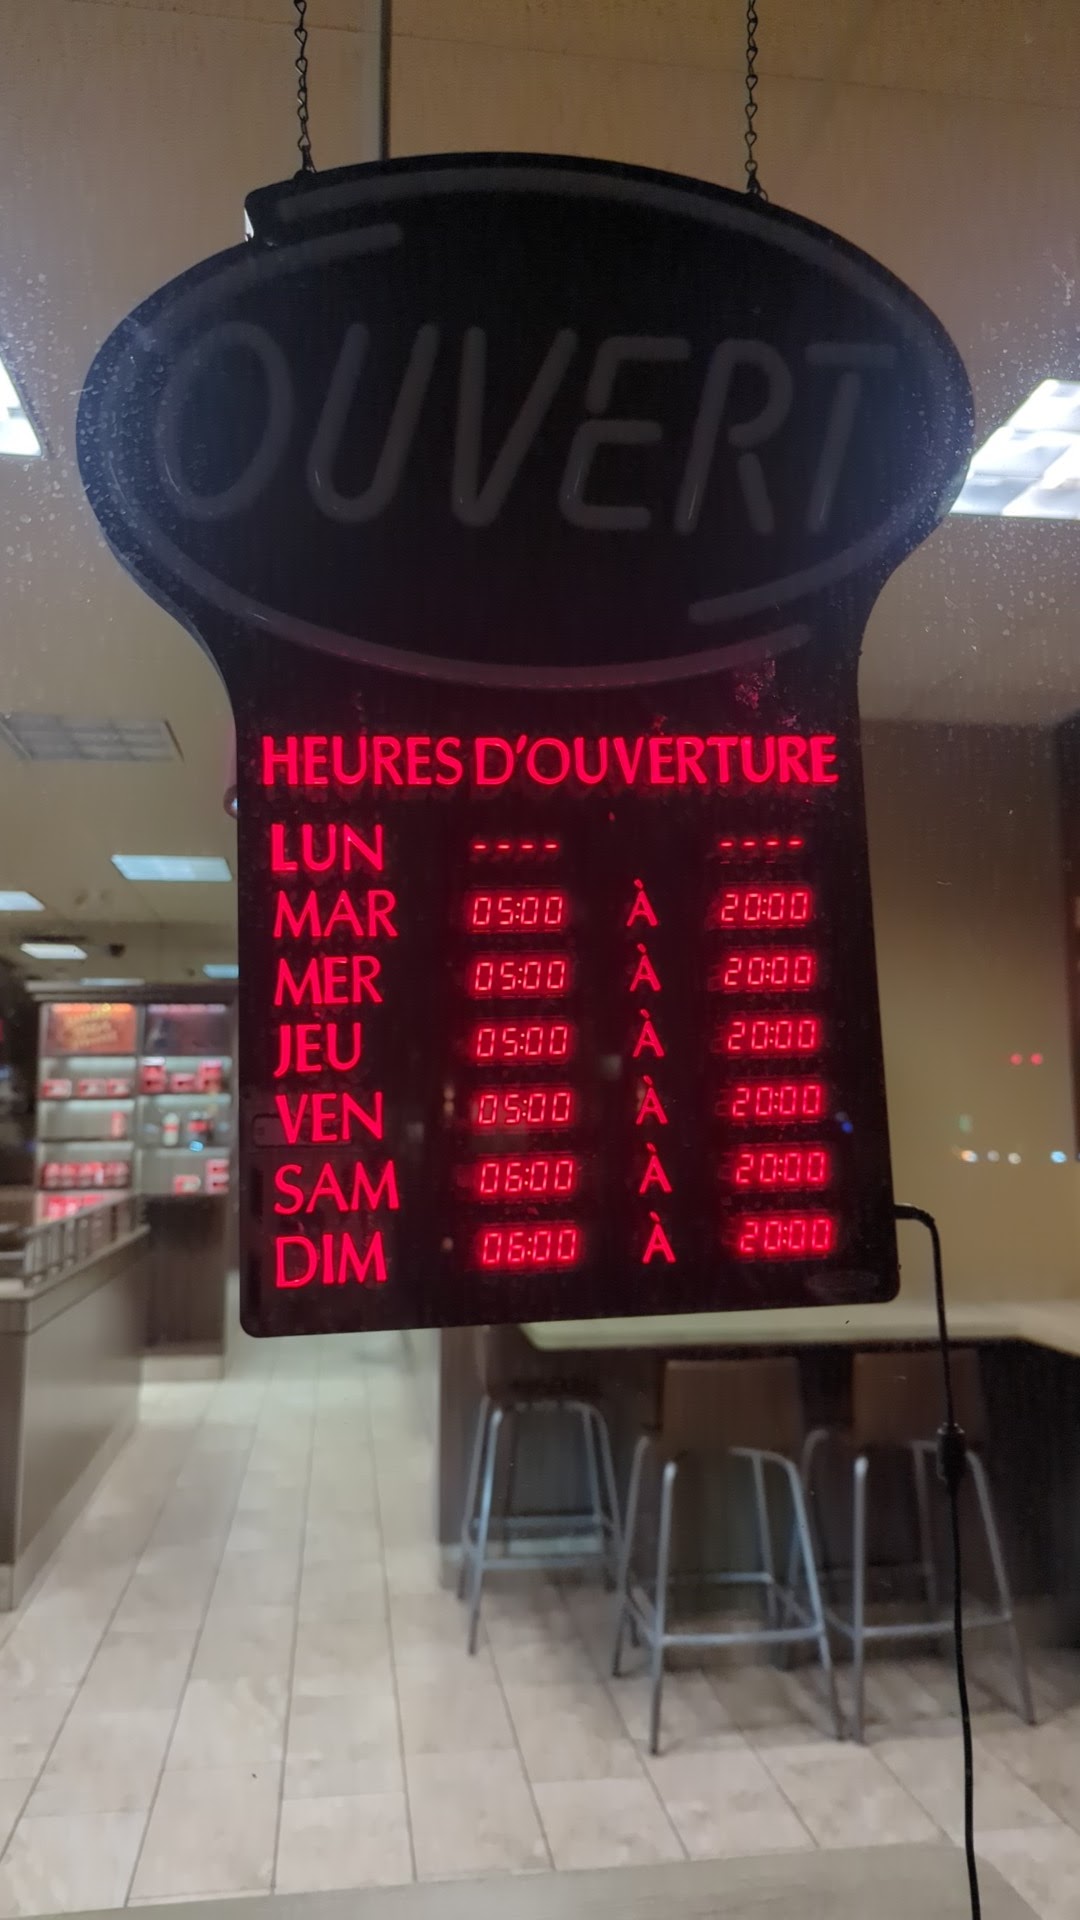 OUVERT
HEURES D'OUVERTURE
LUN ---- ----
MAR 05:00 À 20:00
MER 05:00 À 20:00
JEU 05:00 À 20:00
VEN 05:00 À 20:00
SAM 06:00 À 20:00
DIM 06:00 À 20:00